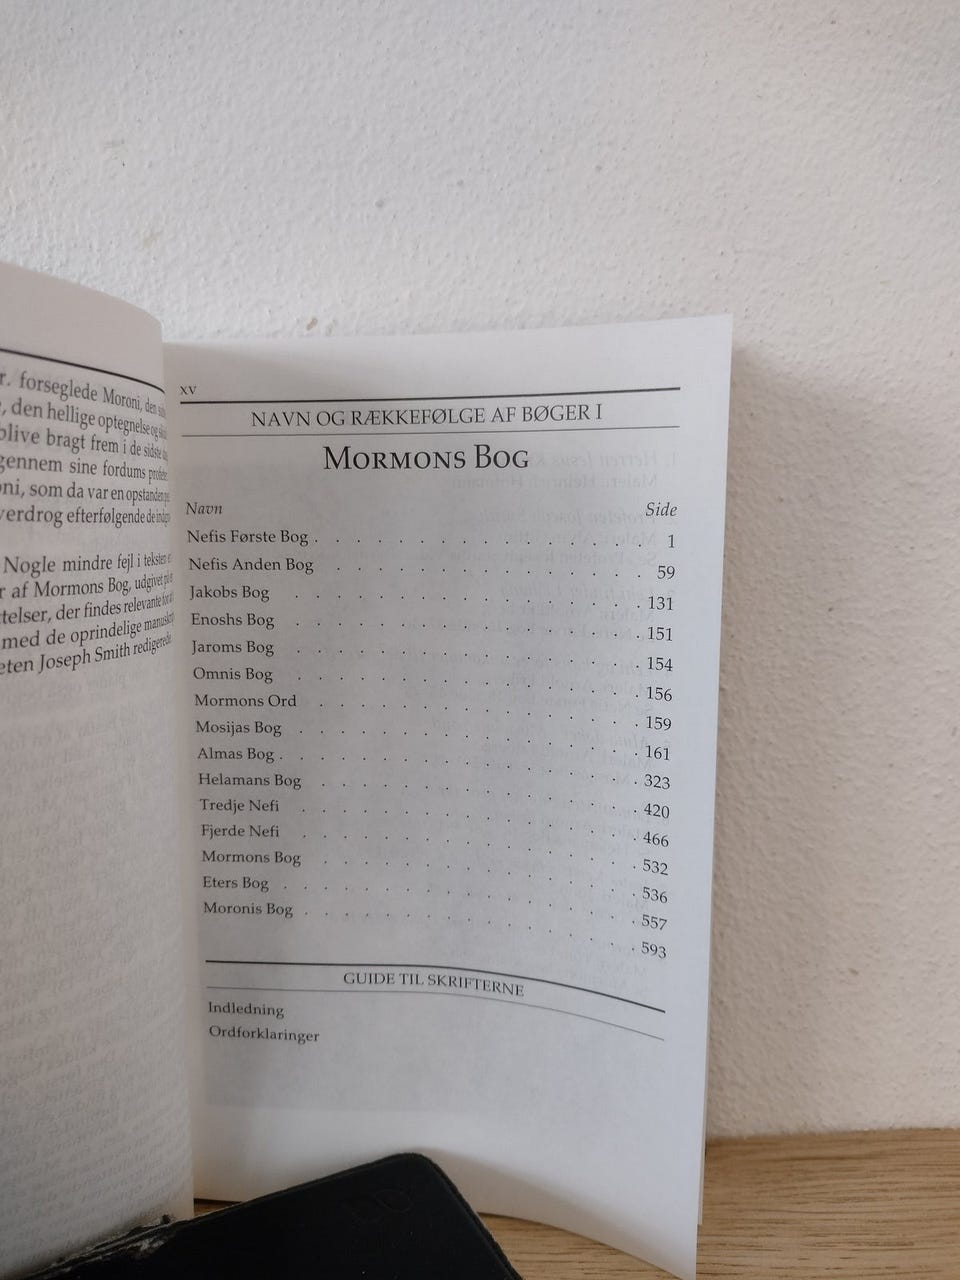 r. forseglede Moroni, den
den hellige optegnelse og
blive bragt frem i de sidste
gennem sine fordums
oni, som da var en opstanden
verdrog efterfølgende de
Nogle mindre fejl i teksten
r af Mormons Bog, udgivet
telser, der findes relevante for
med de oprindelige
eten Joseph Smith redigerede
xv
NAVN OG RÆKKEFØLGE AF BØGER I
MORMONS BOG
Navn Side
Nefis Første Bog . . . . . . . . . . . . . . . 1
Nefis Anden Bog . . . . . . . . . . . . . . . 59
Jakobs Bog . . . . . . . . . . . . . . . 131
Enoshs Bog . . . . . . . . . . . . . . . 151
Jaroms Bog . . . . . . . . . . . . . . . 154
Omnis Bog . . . . . . . . . . . . . . . 156
Mormons Ord . . . . . . . . . . . . . . . 159
Mosijas Bog . . . . . . . . . . . . . . . 161
Almas Bog . . . . . . . . . . . . . . . 323
Helamans Bog . . . . . . . . . . . . . . . 420
Tredje Nefi . . . . . . . . . . . . . . . 466
Fjerde Nefi . . . . . . . . . . . . . . . 532
Mormons Bog . . . . . . . . . . . . . . . 536
Eters Bog . . . . . . . . . . . . . . . 557
Moronis Bog . . . . . . . . . . . . . . . 593
GUIDE TIL SKRIFTERNE
Indledning
Ordforklaringer